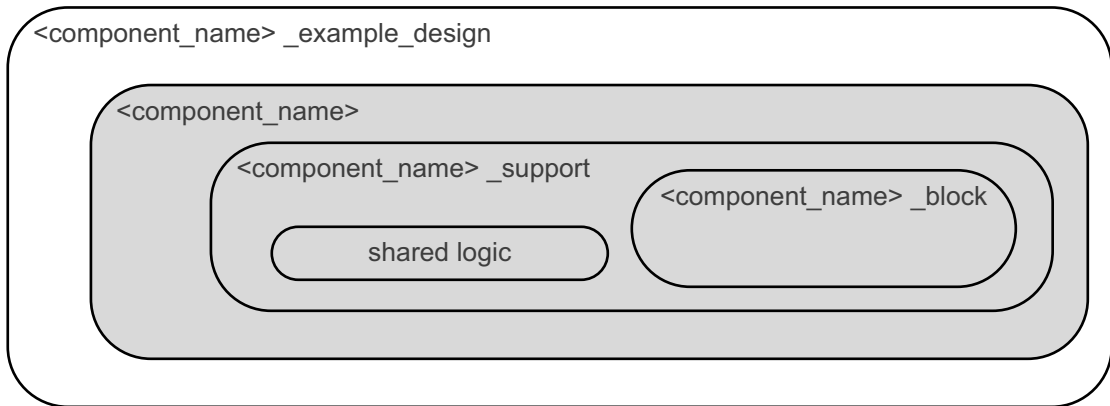 <component_name> _example_design
<component_name>
<component_name> _support
<component_name> _block
shared logic